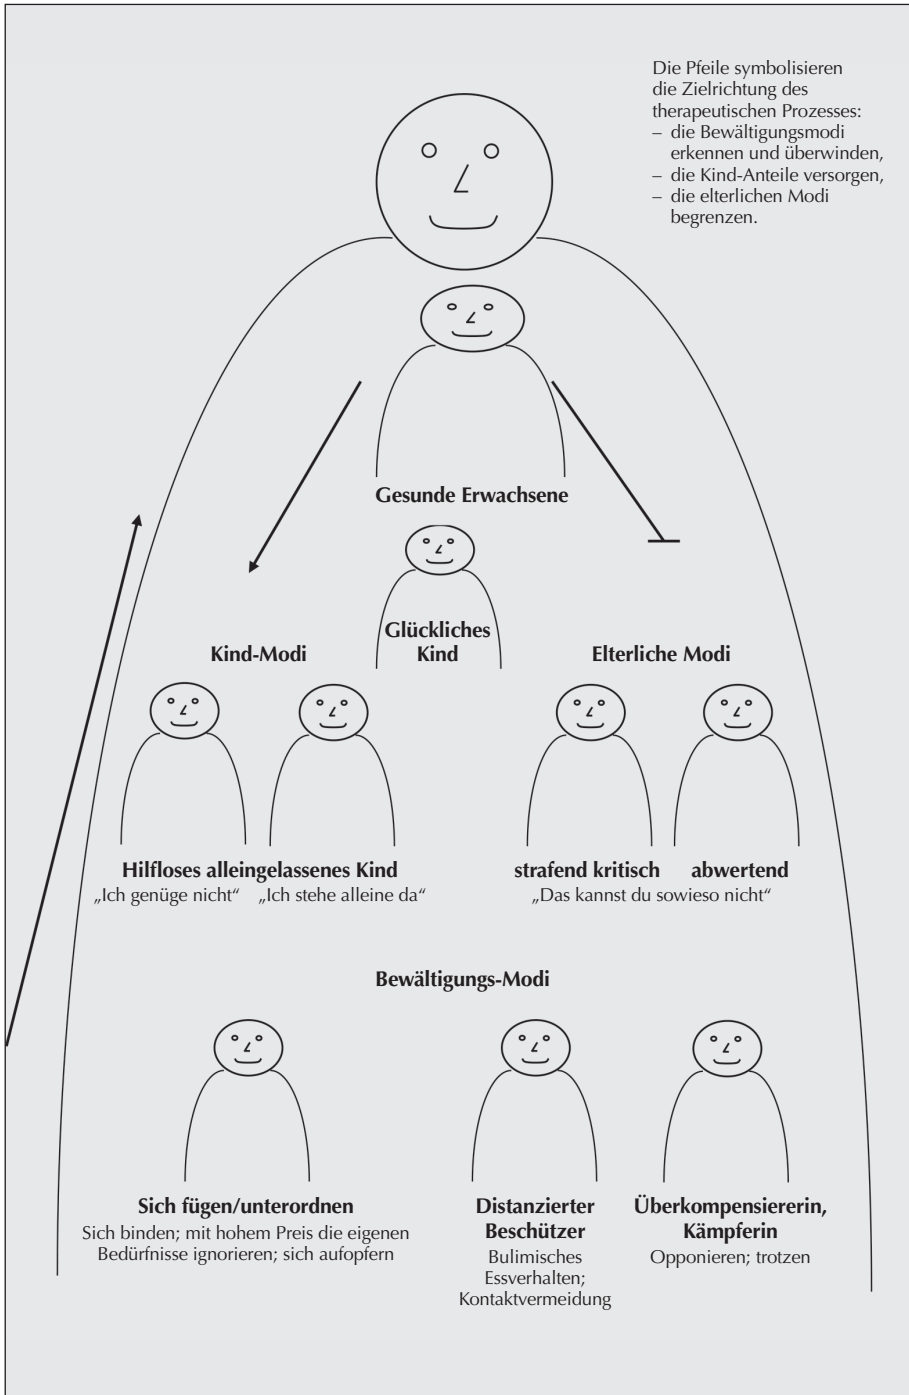 Die Pfeile symbolisieren
die Zielrichtung des
therapeutischen Prozesses:
– die Bewältigungsmodi
erkennen und überwinden,
– die Kind-Anteile versorgen,
– die elterlichen Modi
begrenzen.
Gesunde Erwachsene
Glückliches
Kind
Kind-Modi
Elterliche Modi
Hilfloses alleingelassenes Kind
„Ich genüge nicht“ „Ich stehe alleine da“
strafend kritisch abwertend
„Das kannst du sowieso nicht“
Bewältigungs-Modi
Sich fügen/unterordnen
Sich binden; mit hohem Preis die eigenen
Bedürfnisse ignorieren; sich aufopfern
Distanzierter
Beschützer
Bulimisches
Essverhalten;
Kontaktvermeidung
Überkompensiererin,
Kämpferin
Opponieren; trotzen